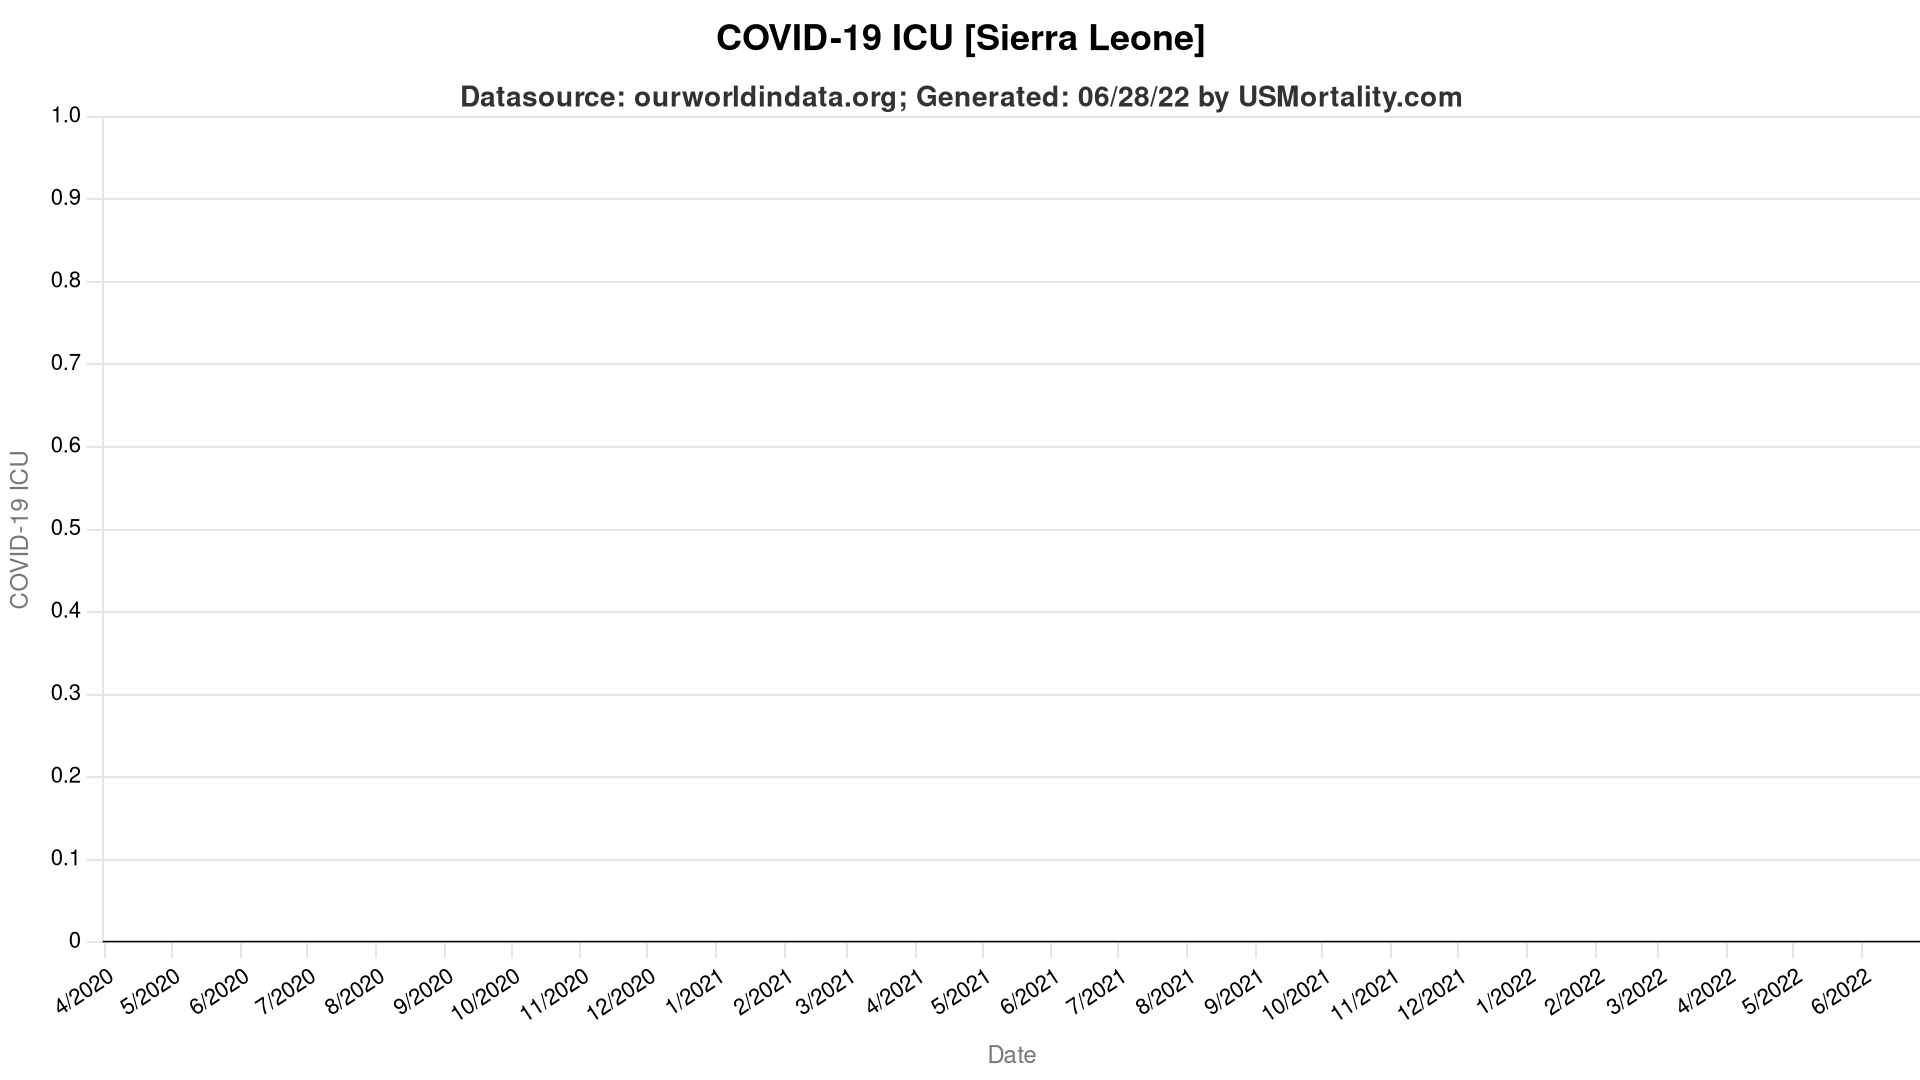 COVID-19 ICU [Sierra Leone]
Datasource: ourworldindata.org; Generated: 06/28/22 by USMortality.com
1.0
0.9
0.8
0.7
0.6
0.5
0.4
0.3
0.2
0.1
0
COVID-19 ICU
4/2020 5/2020 6/2020 7/2020 8/2020 9/2020 10/2020 11/2020 12/2020 1/2021 2/2021 3/2021 4/2021 5/2021 6/2021 7/2021 8/2021 9/2021 10/2021 11/2021 12/2021 1/2022 2/2022 3/2022 4/2022 5/2022 6/2022
Date